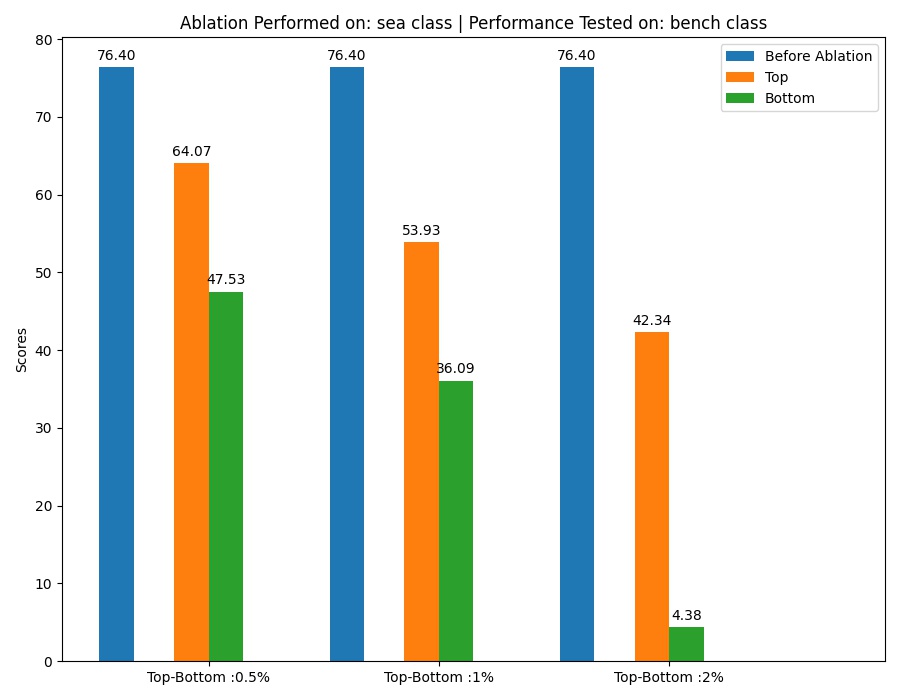 Ablation Performed on: sea class | Performance Tested on: bench class
Before Ablation
Top
Bottom
Scores
80
70
60
50
40
30
20
10
0
76.40
64.07
47.53
76.40
53.93
36.09
76.40
42.34
4.38
Top-Bottom :0.5%
Top-Bottom :1%
Top-Bottom :2%